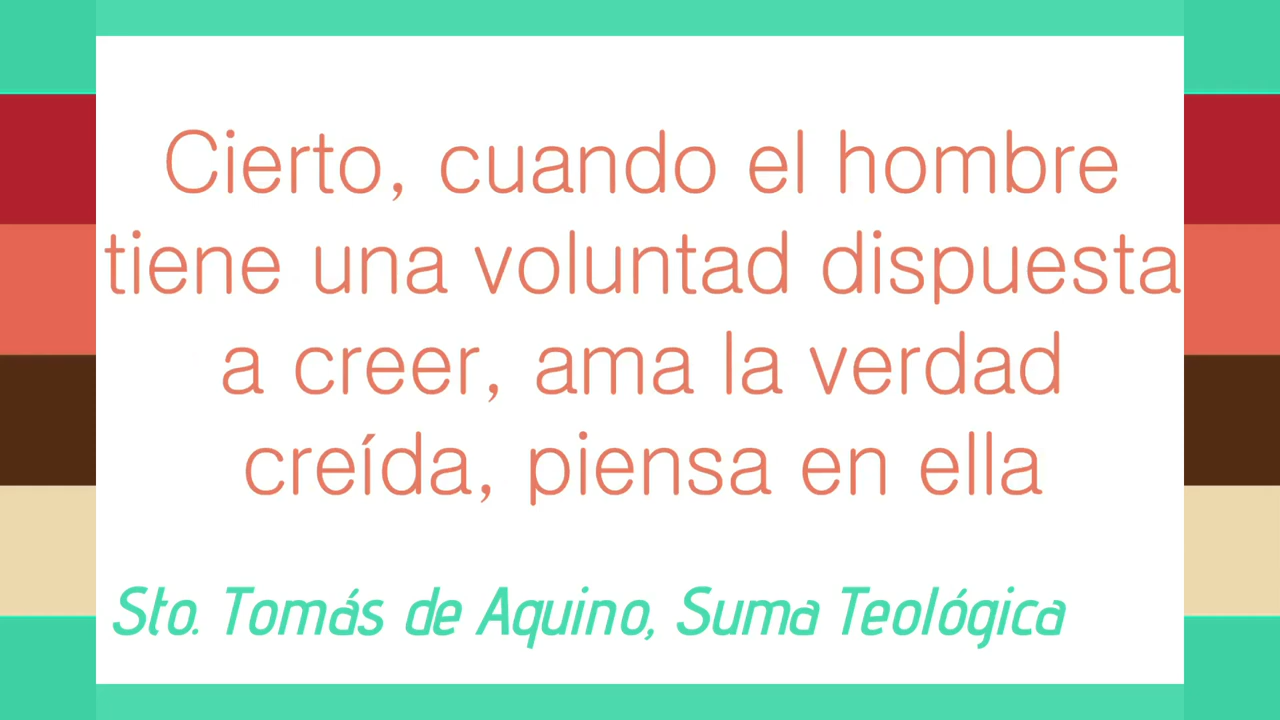 Cierto, cuando el hombre
tiene una voluntad dispuesta
a creer, ama la verdad
creída, piensa en ella
Sto. Tomás de Aquino, Suma Teológica